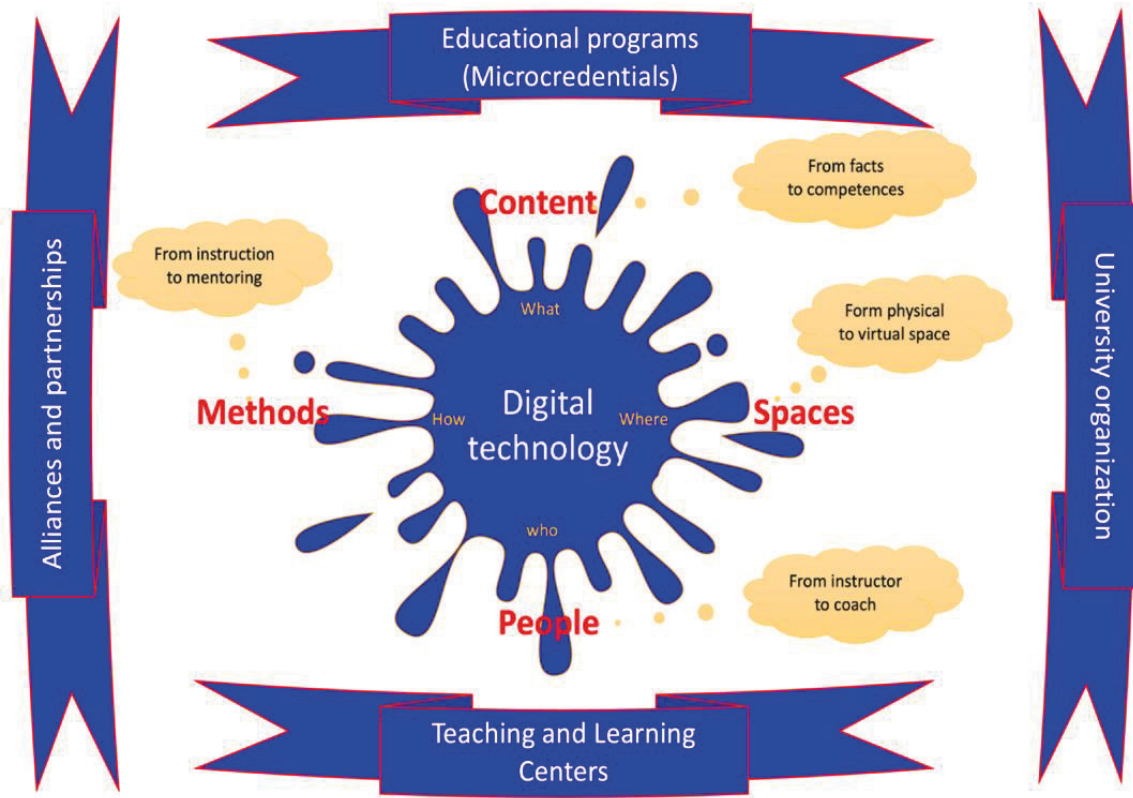 Educational programs
(Microcredentials)
From facts
to competences
Content
From instruction
to mentoring
Form physical
to virtual space
What
Methods
How
Digital
technology
Where
Spaces
who
From instructor
to coach
People
Alliances and partnerships
University organization
Teaching and Learning
Centers